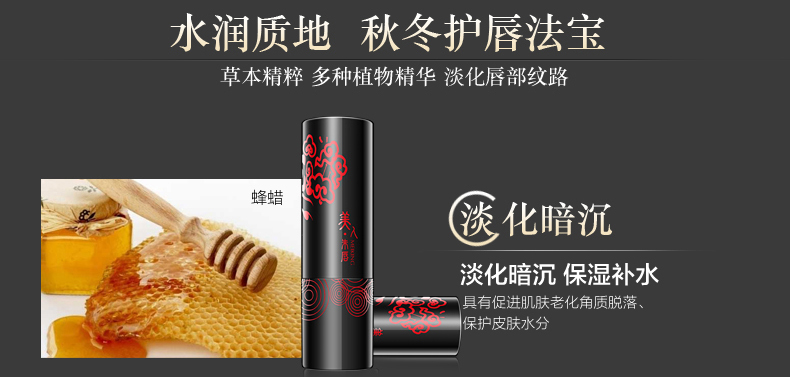 水润质地 秋冬护唇法宝
草本精粹 多种植物精华 淡化唇部纹路
蜂蜡
美人
淡化暗沉
淡化暗沉 保湿补水
具有促进肌肤老化角质脱落、
保护皮肤水分